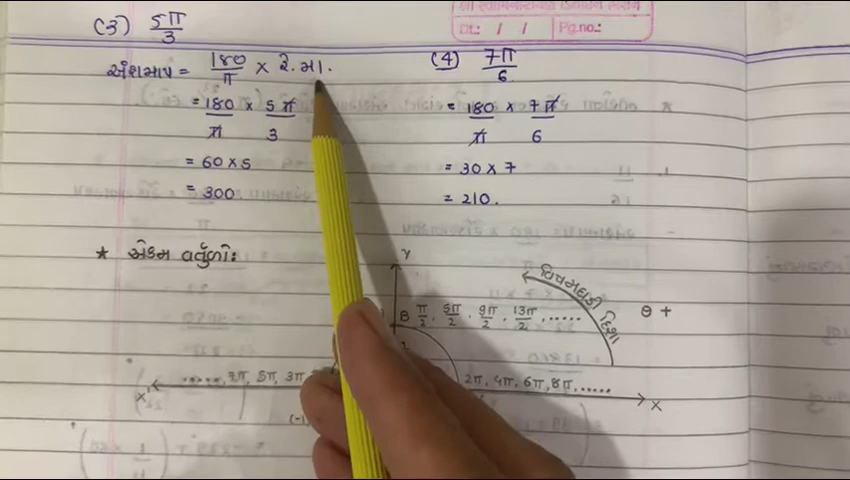 Dt.: / / Pg.no.:
(3) 5π/3
અંશમાપ = 180/π × રે.મા.
= 180/π × 5π/3
= 60 × 5
= 300
(4) 7π/6
= 180/π × 7π/6
= 30 × 7
= 210.
* એકમ વર્તુળ:
Y
વિષમઘડી દિશા
θ +
B π/2, 5π/2, 9π/2, 13π/2, ......
X' ....., 7π, 5π, 3π
2π, 4π, 6π, 8π, ...... X
(-1